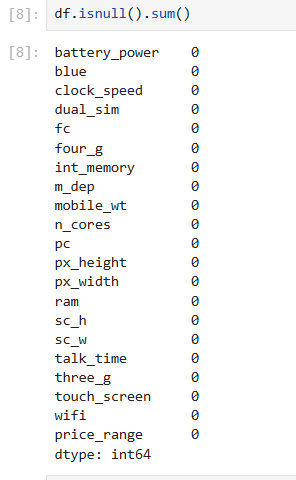 [8]: df.isnull().sum()
[8]: battery_power 0
blue 0
clock_speed 0
dual_sim 0
fc 0
four_g 0
int_memory 0
m_dep 0
mobile_wt 0
n_cores 0
pc 0
px_height 0
px_width 0
ram 0
sc_h 0
sc_w 0
talk_time 0
three_g 0
touch_screen 0
wifi 0
price_range 0
dtype: int64